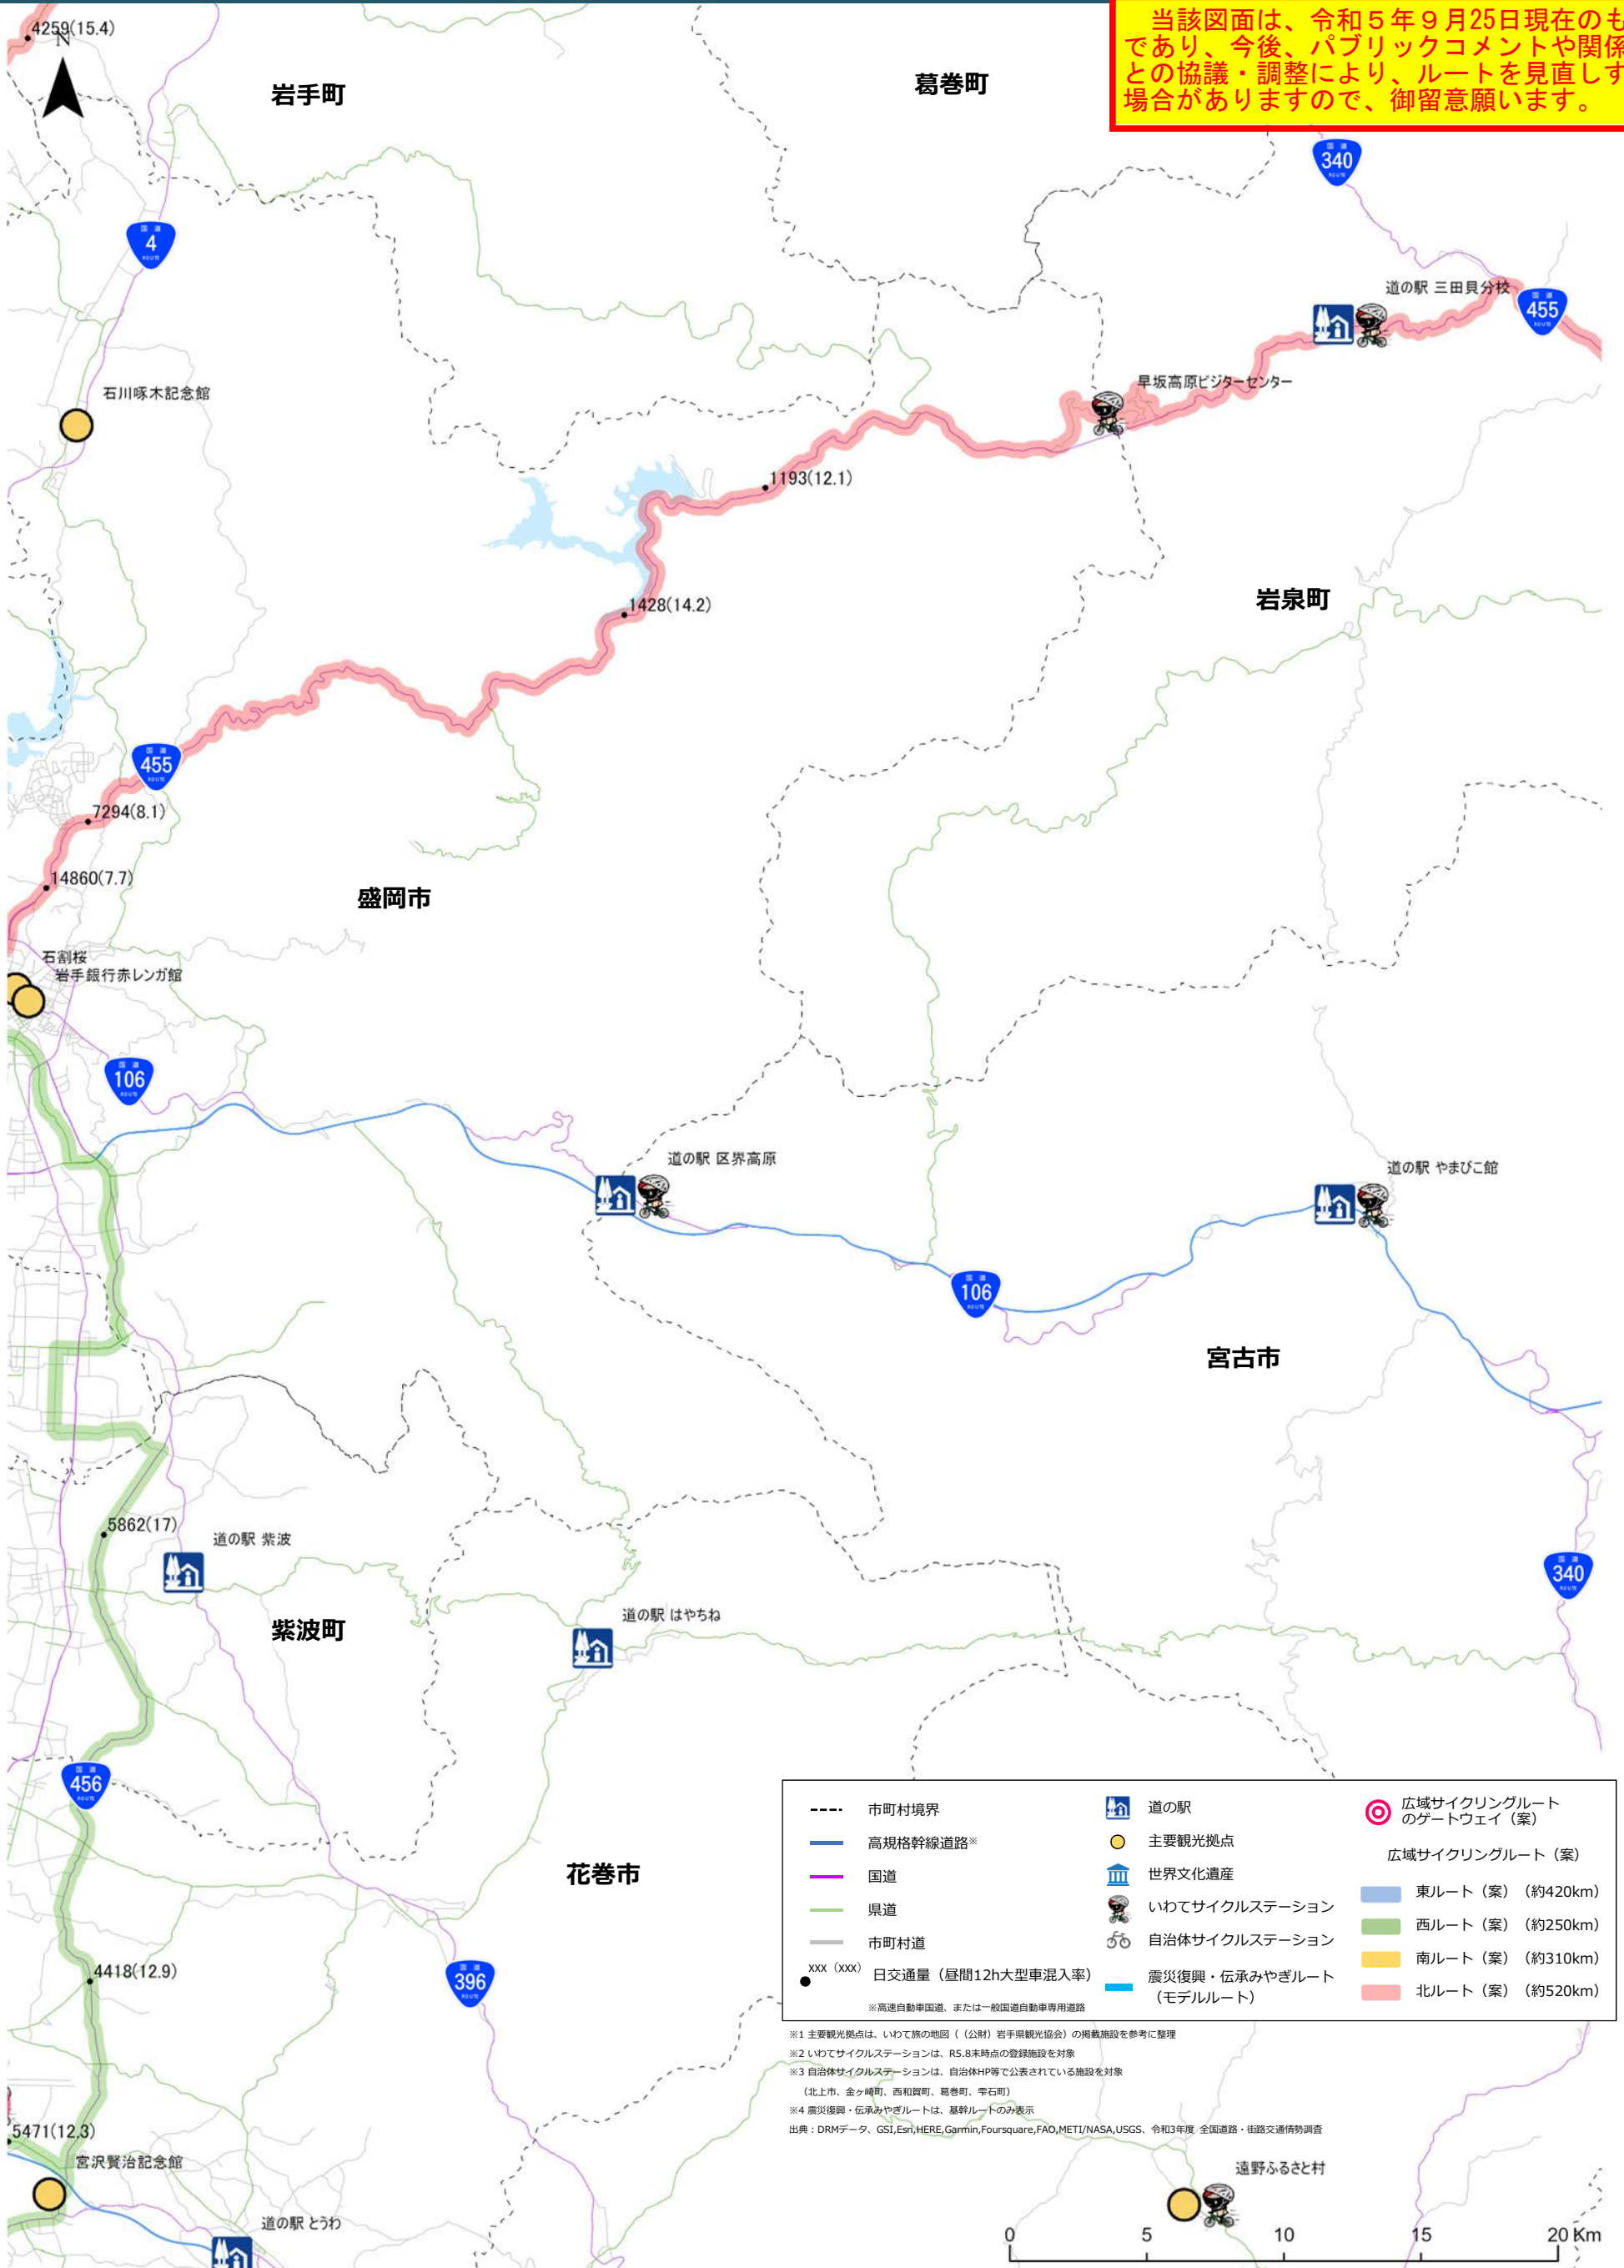 当該図面は、令和５年９月25日現在のも
であり、今後、パブリックコメントや関係
との協議・調整により、ルートを見直しす
場合がありますので、御留意願います。
4259(15.4)
N
岩手町
葛巻町
国道
340
ROUTE
国道
4
ROUTE
道の駅 三田貝分校
国道
455
ROUTE
早坂高原ビジターセンター
石川啄木記念館
1193(12.1)
岩泉町
1428(14.2)
国道
455
ROUTE
7294(8.1)
14860(7.7)
盛岡市
石割桜
岩手銀行赤レンガ館
国道
106
ROUTE
道の駅 区界高原
道の駅 やまびこ館
国道
106
ROUTE
宮古市
5862(17)
道の駅 紫波
国道
340
ROUTE
紫波町
道の駅 はやちね
国道
456
ROUTE
花巻市
4418(12.9)
国道
396
ROUTE
5471(12.3)
宮沢賢治記念館
道の駅 とうわ
市町村境界
高規格幹線道路※
国道
県道
市町村道
xxx（xxx）
日交通量（昼間12h大型車混入率）
※高速自動車国道、または一般国道自動車専用道路
道の駅
主要観光拠点
世界文化遺産
いわてサイクルステーション
自治体サイクルステーション
震災復興・伝承みやぎルート
（モデルルート）
広域サイクリングルート
のゲートウェイ（案）
広域サイクリングルート（案）
東ルート（案）（約420km）
西ルート（案）（約250km）
南ルート（案）（約310km）
北ルート（案）（約520km）
※1 主要観光拠点は、いわて旅の地図（（公財）岩手県観光協会）の掲載施設を参考に整理
※2 いわてサイクルステーションは、R5.8末時点の登録施設を対象
※3 自治体サイクルステーションは、自治体HP等で公表されている施設を対象
（北上市、金ヶ崎町、西和賀町、葛巻町、雫石町）
※4 震災復興・伝承みやぎルートは、基幹ルートのみ表示
出典：DRMデータ、GSI,Esri,HERE,Garmin,Foursquare,FAO,METI/NASA,USGS、令和3年度 全国道路・街路交通情勢調査
遠野ふるさと村
0 5 10 15 20 Km